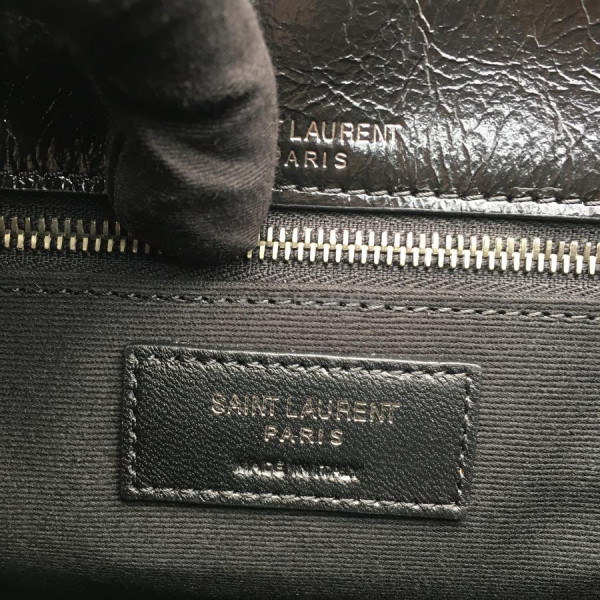 LAURENT
PARIS
SAINT LAURENT
PARIS
MADE IN ITALY